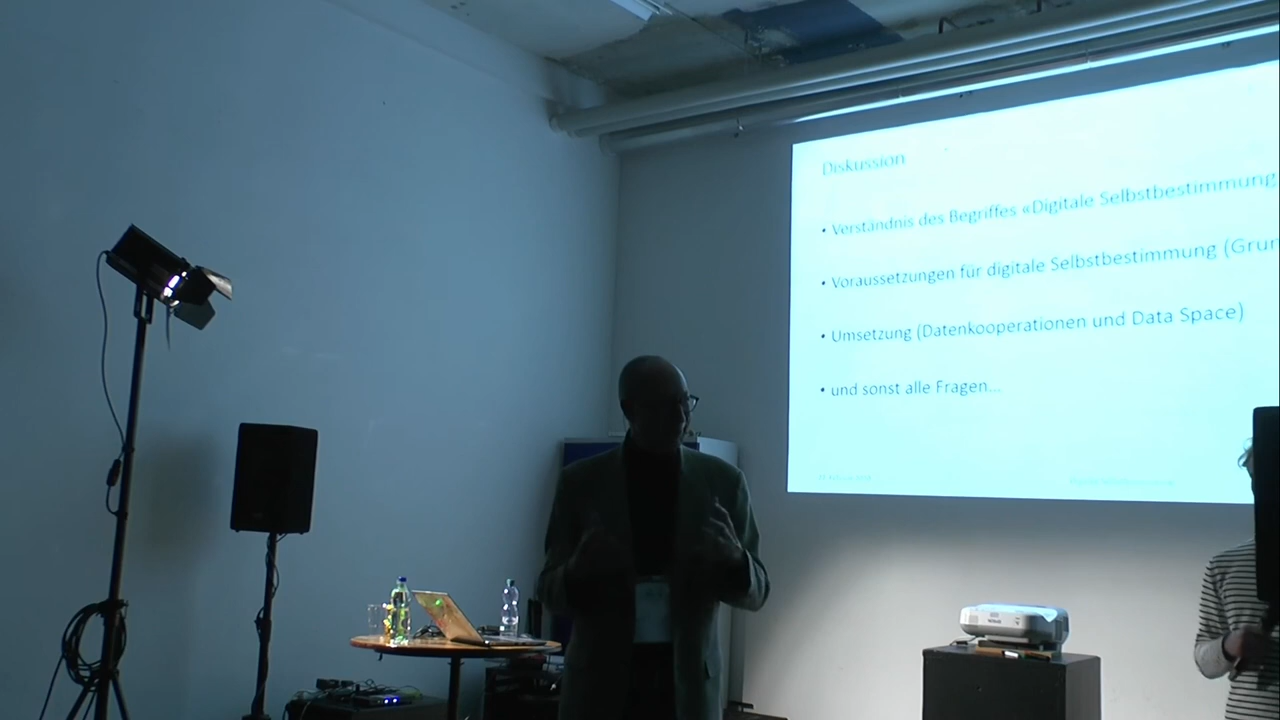 Diskussion
• Verständnis des Begriffes «Digitale Selbstbestimmung
• Voraussetzungen für digitale Selbstbestimmung (Grun
• Umsetzung (Datenkooperationen und Data Space)
• und sonst alle Fragen...